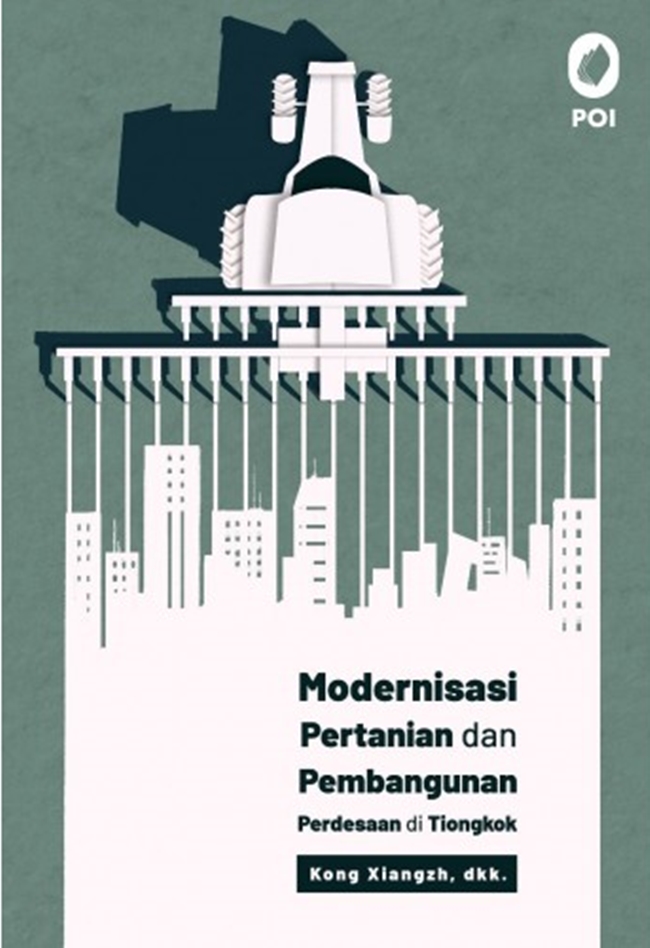 POI
Modernisasi
Pertanian dan
Pembangunan
Perdesaan di Tiongkok
Kong Xiangzh, dkk.